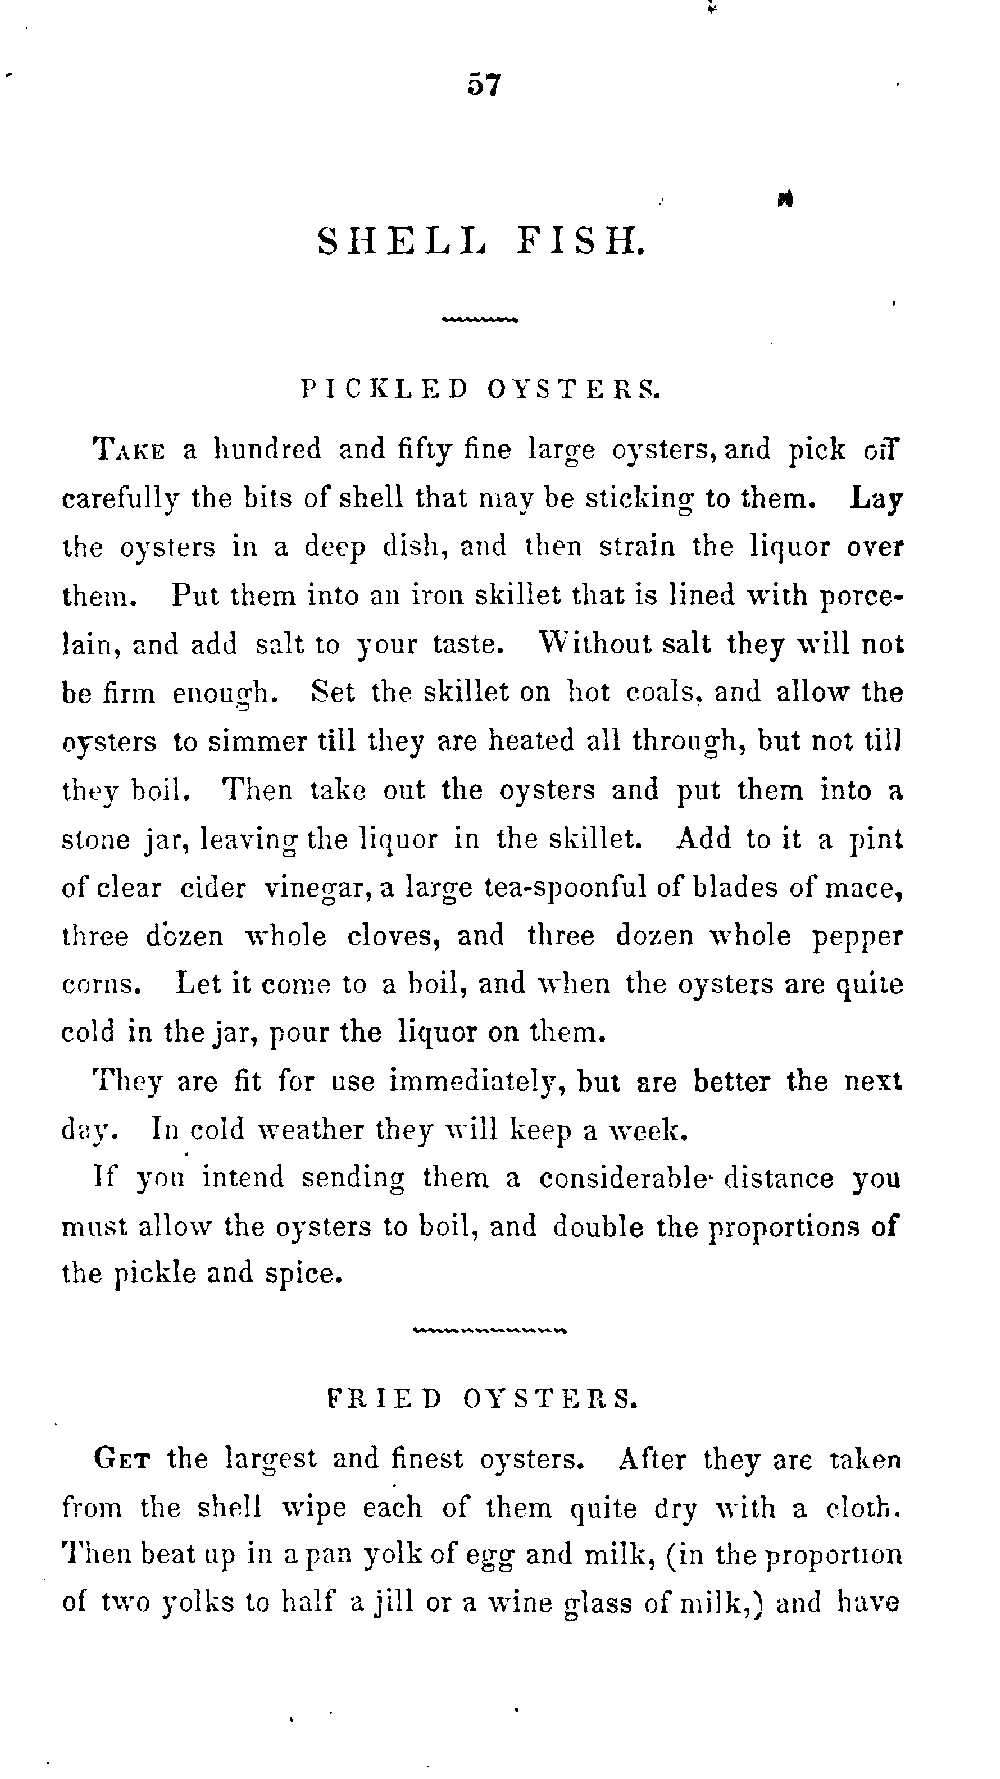 57
SHELL FISH.
PICKLED OYSTERS.
TAKE a hundred and fifty fine large oysters, and pick off
carefully the bits of shell that may be sticking to them. Lay
the oysters in a deep dish, and then strain the liquor over
them. Put them into an iron skillet that is lined with porce-
lain, and add salt to your taste. Without salt they will not
be firm enough. Set the skillet on hot coals, and allow the
oysters to simmer till they are heated all through, but not till
they boil. Then take out the oysters and put them into a
stone jar, leaving the liquor in the skillet. Add to it a pint
of clear cider vinegar, a large tea-spoonful of blades of mace,
three dozen whole cloves, and three dozen whole pepper
corns. Let it come to a boil, and when the oysters are quite
cold in the jar, pour the liquor on them.
They are fit for use immediately, but are better the next
day. In cold weather they will keep a week.
If you intend sending them a considerable distance you
must allow the oysters to boil, and double the proportions of
the pickle and spice.
FRIED OYSTERS.
GET the largest and finest oysters. After they are taken
from the shell wipe each of them quite dry with a cloth.
Then beat up in a pan yolk of egg and milk, (in the proportion
of two yolks to half a jill or a wine glass of milk,) and have